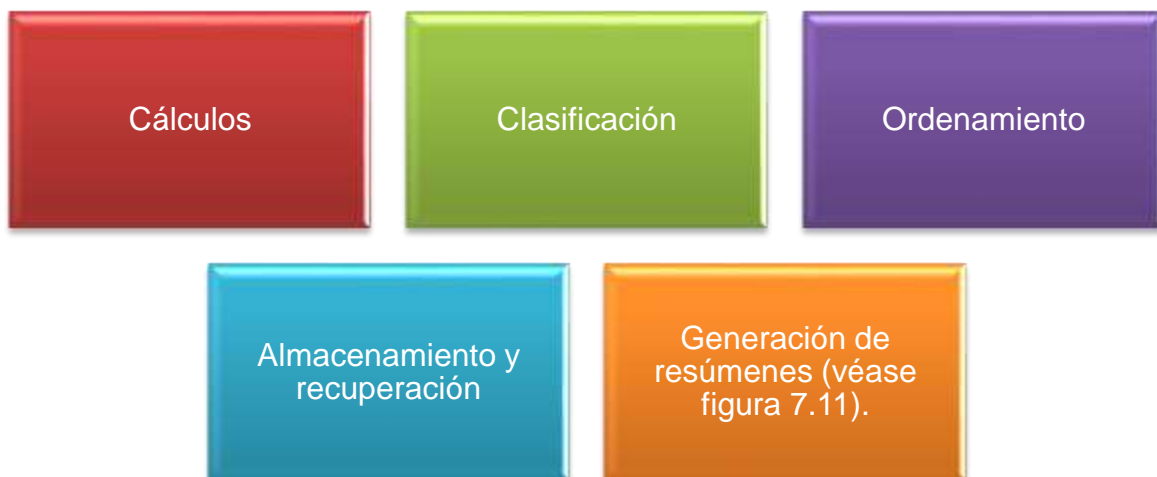 Cálculos
Clasificación
Ordenamiento
Almacenamiento y
recuperación
Generación de
resúmenes (véase
figura 7.11).